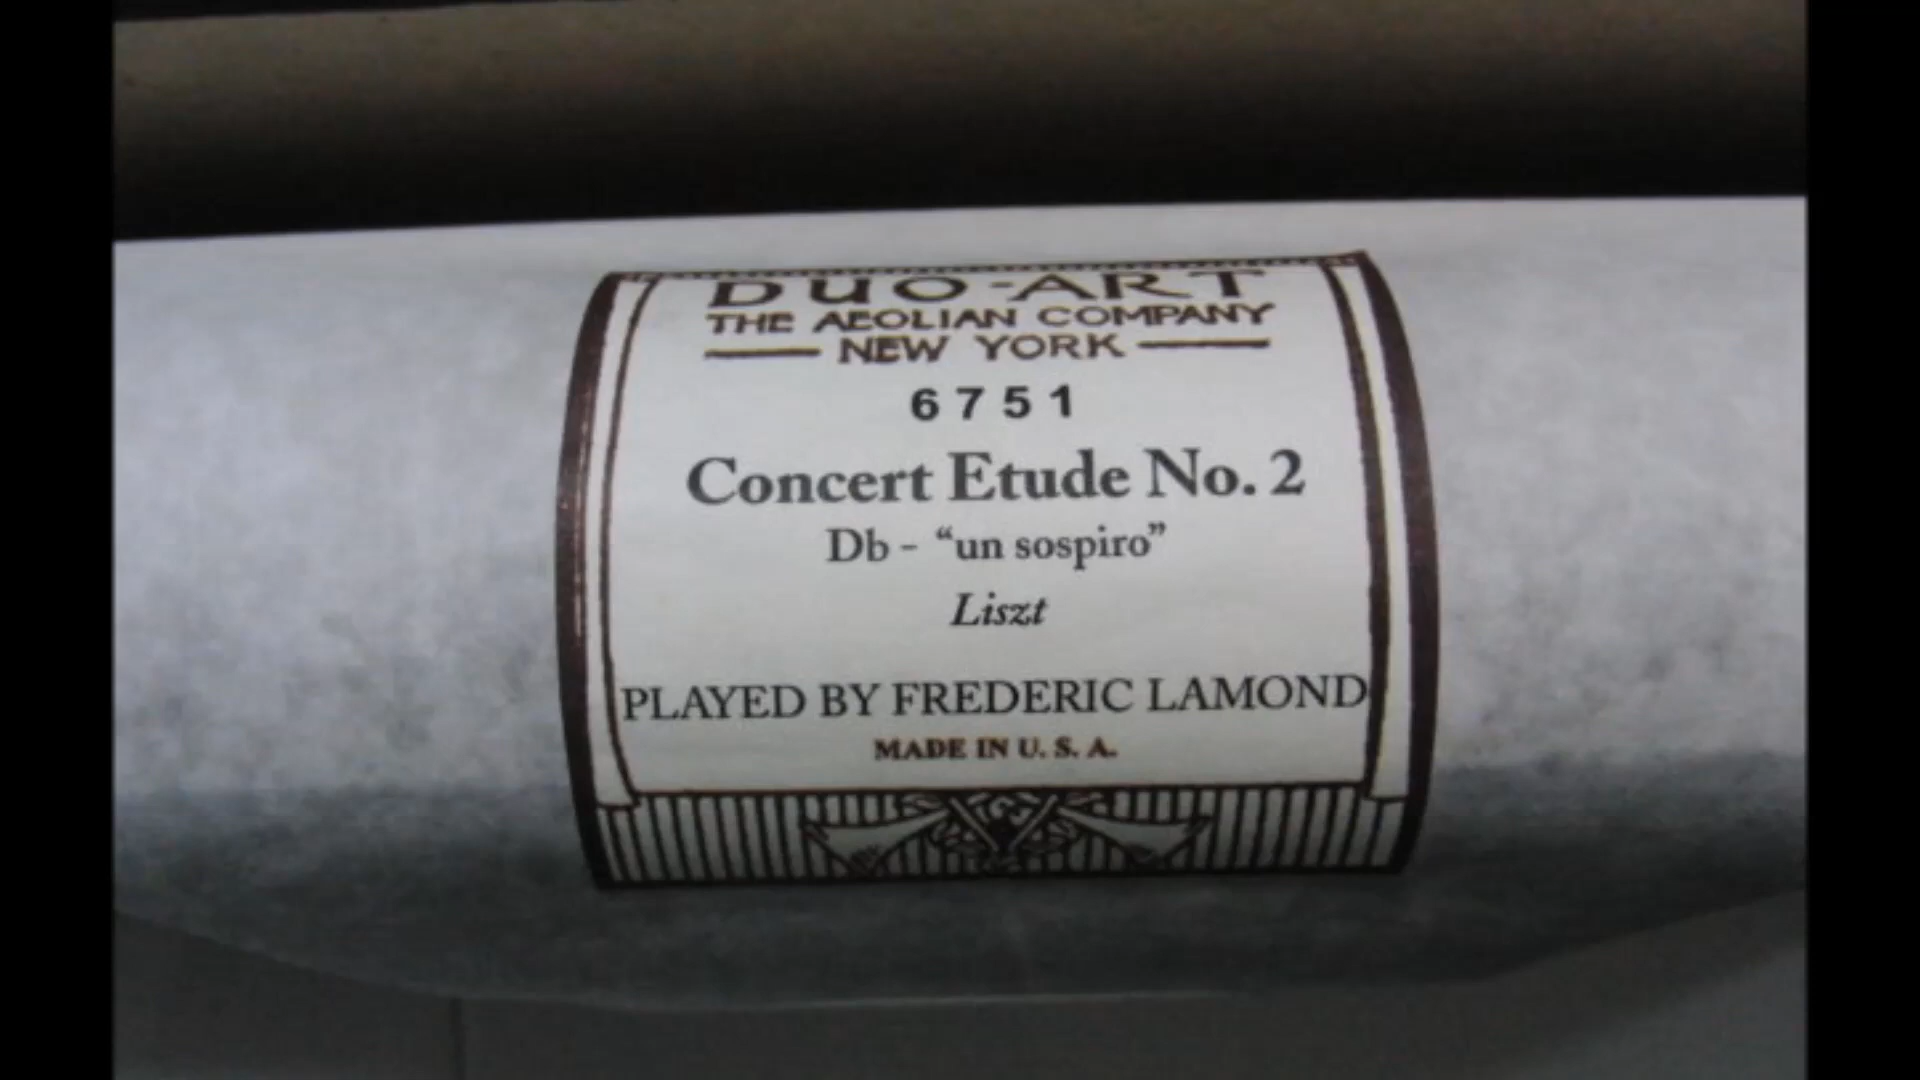 DUO-ART
THE AEOLIAN COMPANY
NEW YORK
6751
Concert Etude No. 2
Db - “un sospiro”
Liszt
PLAYED BY FREDERIC LAMOND
MADE IN U. S. A.